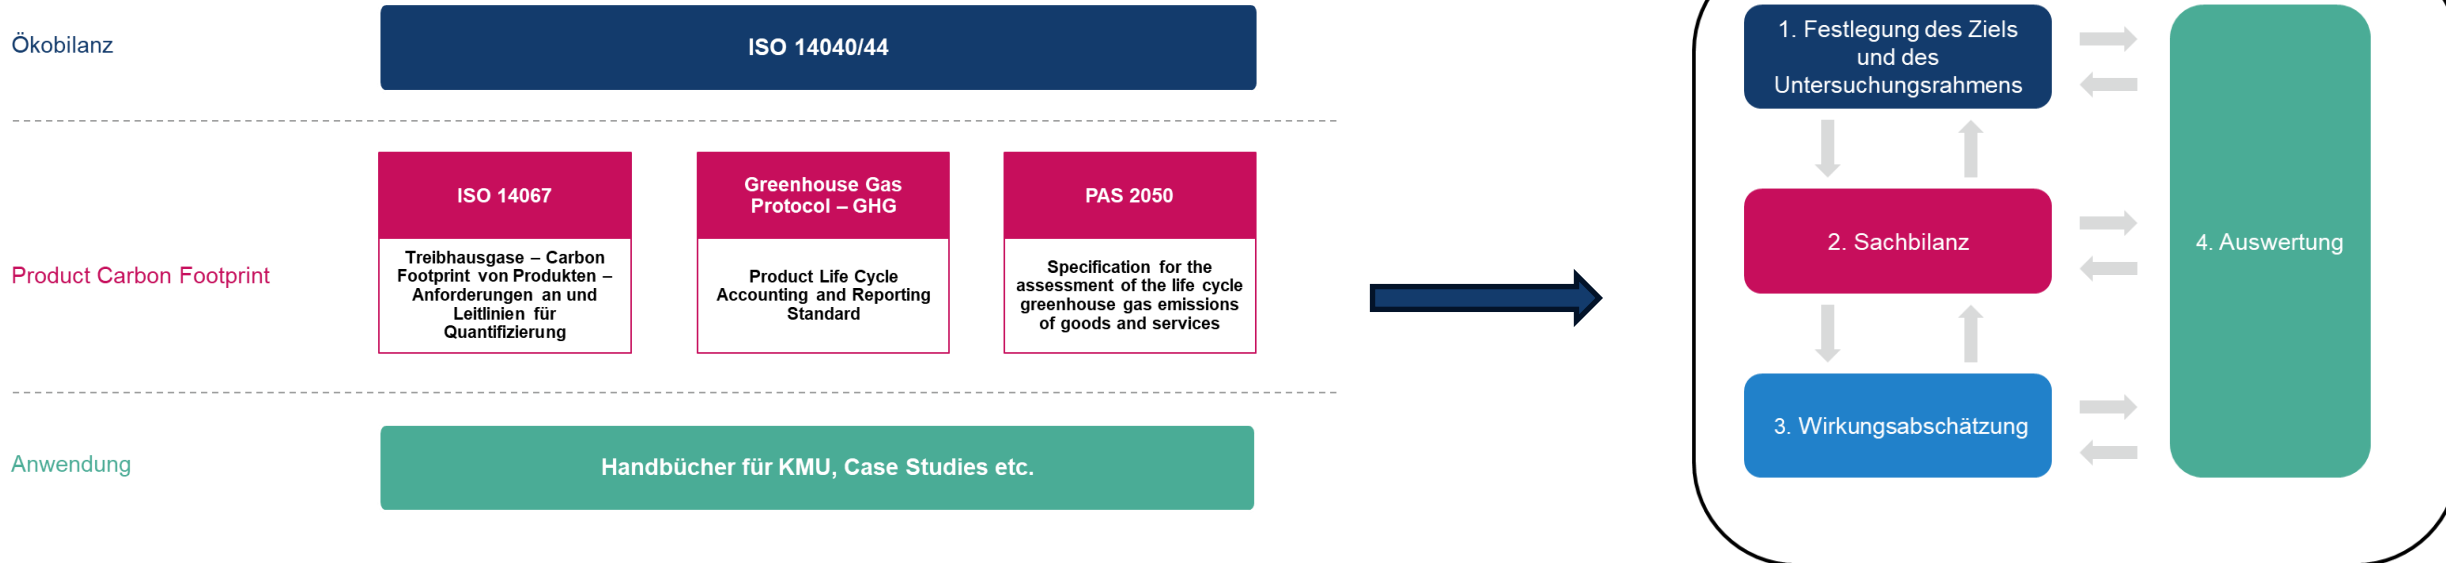 Ökobilanz
ISO 14040/44
Product Carbon Footprint
ISO 14067
Treibhausgase – Carbon
Footprint von Produkten –
Anforderungen an und
Leitlinien für
Quantifizierung
Greenhouse Gas
Protocol – GHG
Product Life Cycle
Accounting and Reporting
Standard
PAS 2050
Specification for the
assessment of the life cycle
greenhouse gas emissions
of goods and services
Anwendung
Handbücher für KMU, Case Studies etc.
1. Festlegung des Ziels
und des
Untersuchungsrahmens
2. Sachbilanz
3. Wirkungsabschätzung
4. Auswertung